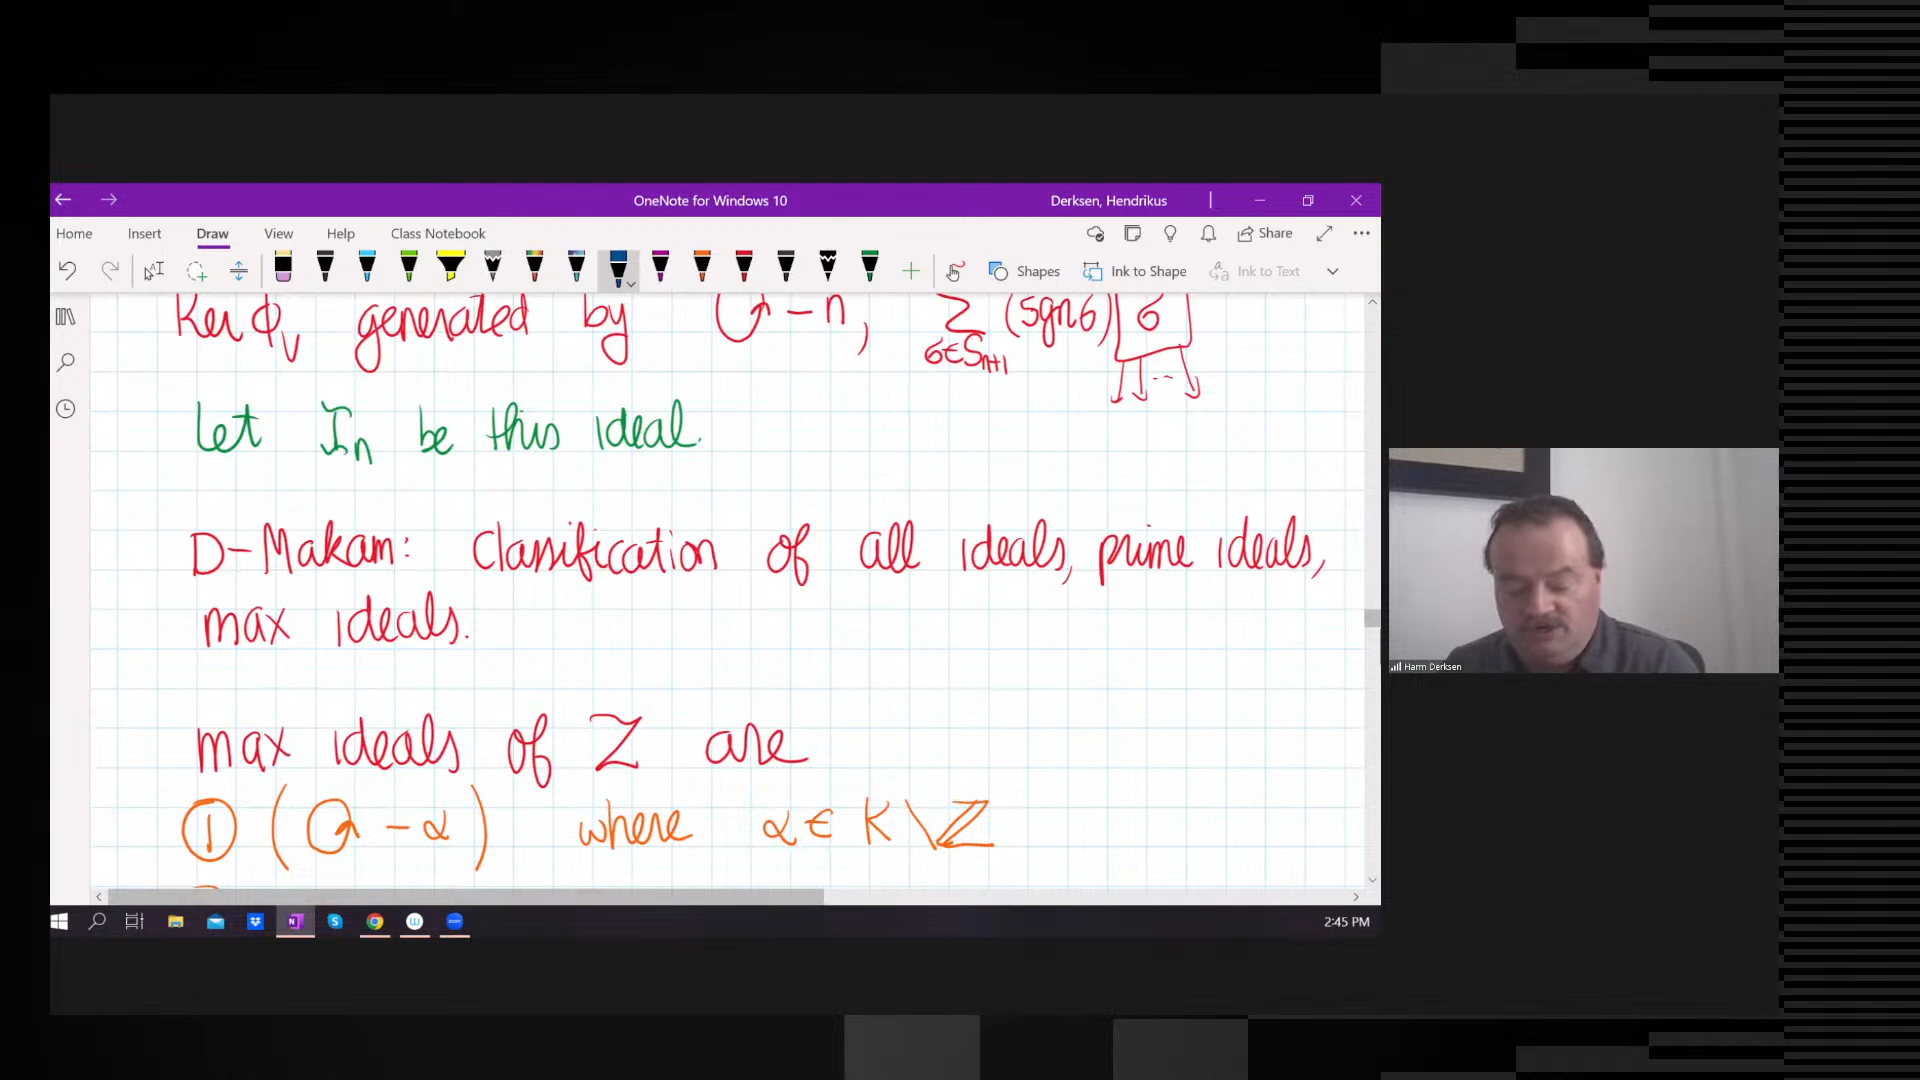 OneNote for Windows 10
Derksen, Hendrikus
Home Insert Draw View Help Class Notebook
Share
Shapes Ink to Shape Ink to Text
Ker ϕ_V generated by ↺ − n, Σ_{σ∈S_{n+1}} (sgn σ) σ ...
Let I_n be this ideal.
D-Makam: Classification of all ideals, prime ideals,
max ideals.
max ideals of Z are
① (↺ − α) where α ∈ K \ ℤ
Harm Derksen
2:45 PM